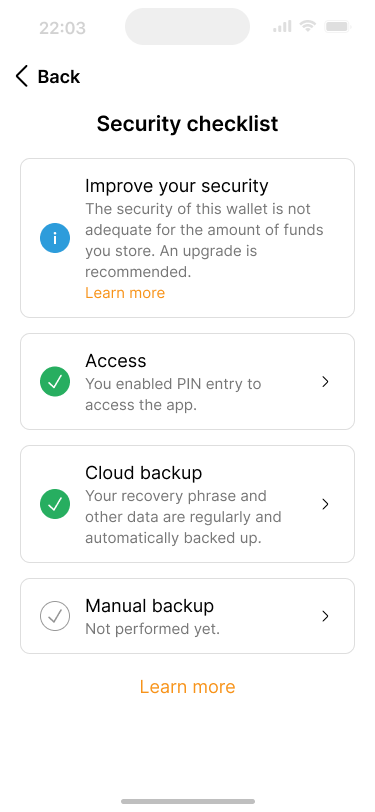 22:03
Back
Security checklist
Improve your security
The security of this wallet is not
adequate for the amount of funds
you store. An upgrade is
recommended.
Learn more
Access
You enabled PIN entry to
access the app.
Cloud backup
Your recovery phrase and
other data are regularly and
automatically backed up.
Manual backup
Not performed yet.
Learn more